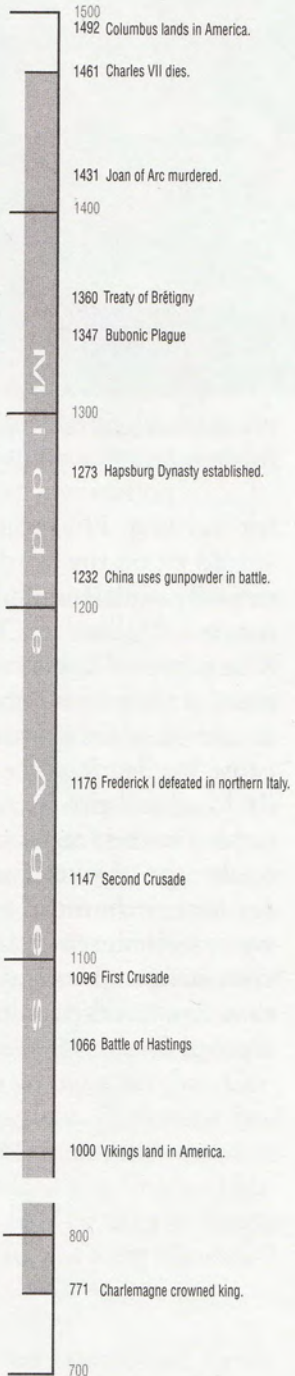 1500
1492 Columbus lands in America.
1461 Charles VII dies.
1431 Joan of Arc murdered.
1400
1360 Treaty of Brétigny
1347 Bubonic Plague
1300
1273 Hapsburg Dynasty established.
1232 China uses gunpowder in battle.
1200
1176 Frederick I defeated in northern Italy.
1147 Second Crusade
1100
1096 First Crusade
1066 Battle of Hastings
1000 Vikings land in America.
800
771 Charlemagne crowned king.
700
Middle Ages